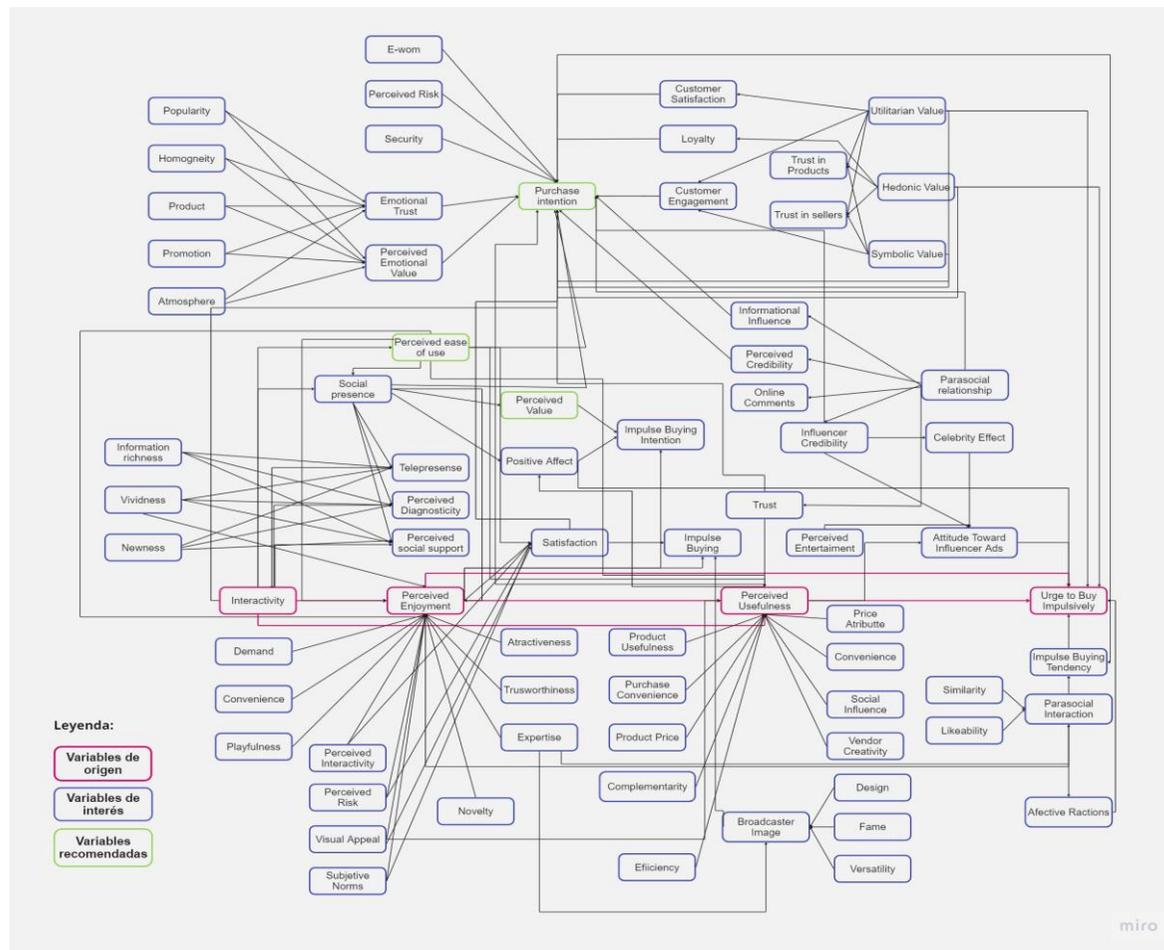 E-wom
Perceived Risk
Security
Popularity
Homogneity
Product
Promotion
Atmosphere
Emotional
Trust
Perceived
Emotional
Value
Purchase
intention
Customer
Satisfaction
Loyalty
Customer
Engagement
Utilitarian Value
Trust in
Products
Hedonic Value
Trust in sellers
Symbolic Value
Informational
Influence
Perceived
Credibility
Online
Comments
Parasocial
relationship
Influencer
Credibility
Celebrity Effect
Perceived ease
of use
Social
presence
Perceived
Value
Impulse Buying
Intention
Positive Affect
Information
richness
Vividness
Newness
Telepresense
Perceived
Diagnosticity
Perceived
social support
Satisfaction
Impulse
Buying
Trust
Perceived
Entertaiment
Attitude Toward
Influencer Ads
Interactivity
Perceived
Enjoyment
Perceived
Usefulness
Urge to Buy
Impulsively
Demand
Convenience
Playfulness
Perceived
Interactivity
Perceived
Risk
Visual Appeal
Subjetive
Norms
Atractiveness
Trusworthiness
Expertise
Novelty
Product
Usefulness
Purchase
Convenience
Product Price
Complementarity
Efiiciency
Price
Atributte
Convenience
Social
Influence
Vendor
Creativity
Broadcaster
Image
Design
Fame
Versatility
Impulse Buying
Tendency
Similarity
Likeability
Parasocial
Interaction
Afective Ractions
Leyenda:
Variables de
origen
Variables de
interés
Variables
recomendadas
miro